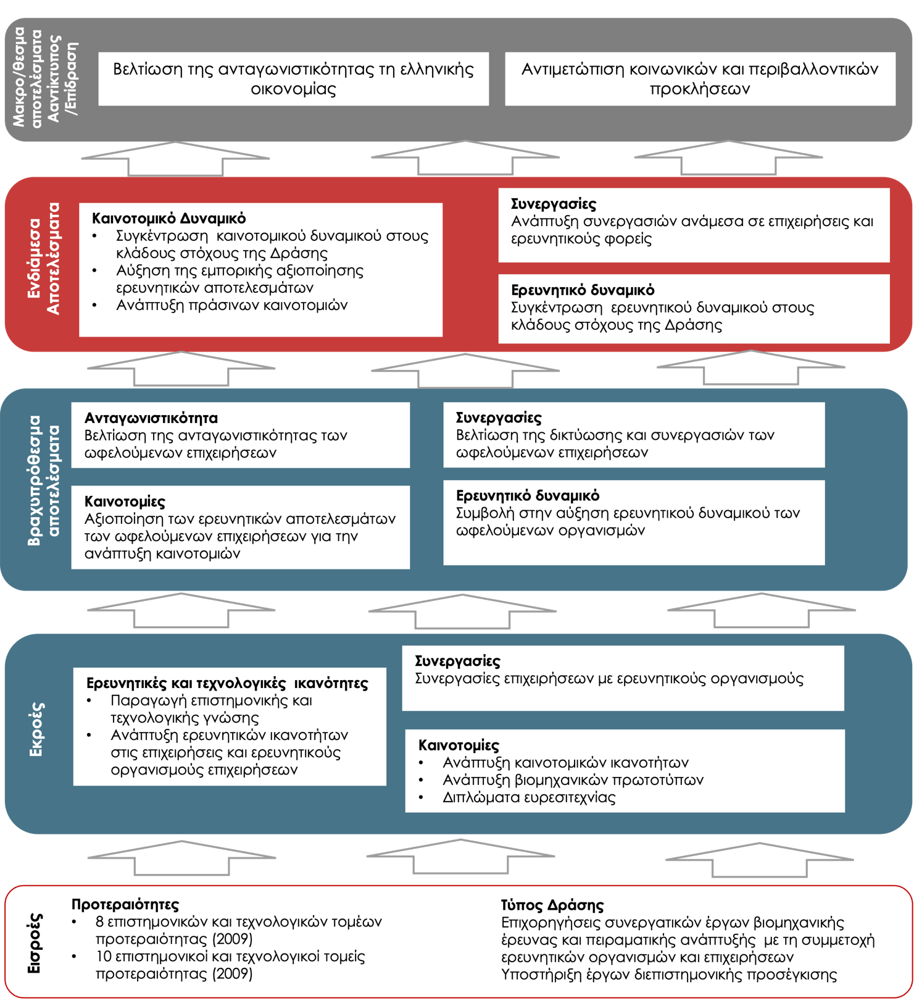 Μακρο/θεσμα
αποτελέσματα
Ααντίκτυπος
/Επίδραση
Βελτίωση της ανταγωνιστικότητας τη ελληνικής
οικονομίας
Αντιμετώπιση κοινωνικών και περιβαλλοντικών
προκλήσεων
Ενδιάμεσα
Αποτελέσματα
Καινοτομικό Δυναμικό
• Συγκέντρωση καινοτομικού δυναμικού στους
κλάδους στόχους της Δράσης
• Αύξηση της εμπορικής αξιοποίησης
ερευνητικών αποτελεσμάτων
• Ανάπτυξη πράσινων καινοτομιών
Συνεργασίες
Ανάπτυξη συνεργασιών ανάμεσα σε επιχειρήσεις και
ερευνητικούς φορείς
Ερευνητικό δυναμικό
Συγκέντρωση ερευνητικού δυναμικού στους
κλάδους στόχους της Δράσης
Βραχυπρόθεσμα
αποτελέσματα
Ανταγωνιστικότητα
Βελτίωση της ανταγωνιστικότητας των
ωφελούμενων επιχειρήσεων
Καινοτομίες
Αξιοποίηση των ερευνητικών αποτελεσμάτων
των ωφελούμενων επιχειρήσεων για την
ανάπτυξη καινοτομιών
Συνεργασίες
Βελτίωση της δικτύωσης και συνεργασιών των
ωφελούμενων επιχειρήσεων
Ερευνητικό δυναμικό
Συμβολή στην αύξηση ερευνητικού δυναμικού των
ωφελούμενων οργανισμών
Εκροές
Ερευνητικές και τεχνολογικές ικανότητες
• Παραγωγή επιστημονικής και
τεχνολογικής γνώσης
• Ανάπτυξη ερευνητικών ικανοτήτων
στις επιχειρήσεις και ερευνητικούς
οργανισμούς επιχειρήσεων
Συνεργασίες
Συνεργασίες επιχειρήσεων με ερευνητικούς οργανισμούς
Καινοτομίες
• Ανάπτυξη καινοτομικών ικανοτήτων
• Ανάπτυξη βιομηχανικών πρωτοτύπων
• Διπλώματα ευρεσιτεχνίας
Εισροές
Προτεραιότητες
• 8 επιστημονικών και τεχνολογικών τομέων
προτεραιότητας (2009)
• 10 επιστημονικοί και τεχνολογικοί τομείς
προτεραιότητας (2009)
Τύπος Δράσης
Επιχορηγήσεις συνεργατικών έργων βιομηχανικής
έρευνας και πειραματικής ανάπτυξής με τη συμμετοχή
ερευνητικών οργανισμών και επιχειρήσεων
Υποστήριξη έργων διεπιστημονικής προσέγκισης